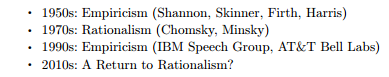 • 1950s: Empiricism (Shannon, Skinner, Firth, Harris)
• 1970s: Rationalism (Chomsky, Minsky)
• 1990s: Empiricism (IBM Speech Group, AT&T Bell Labs)
• 2010s: A Return to Rationalism?